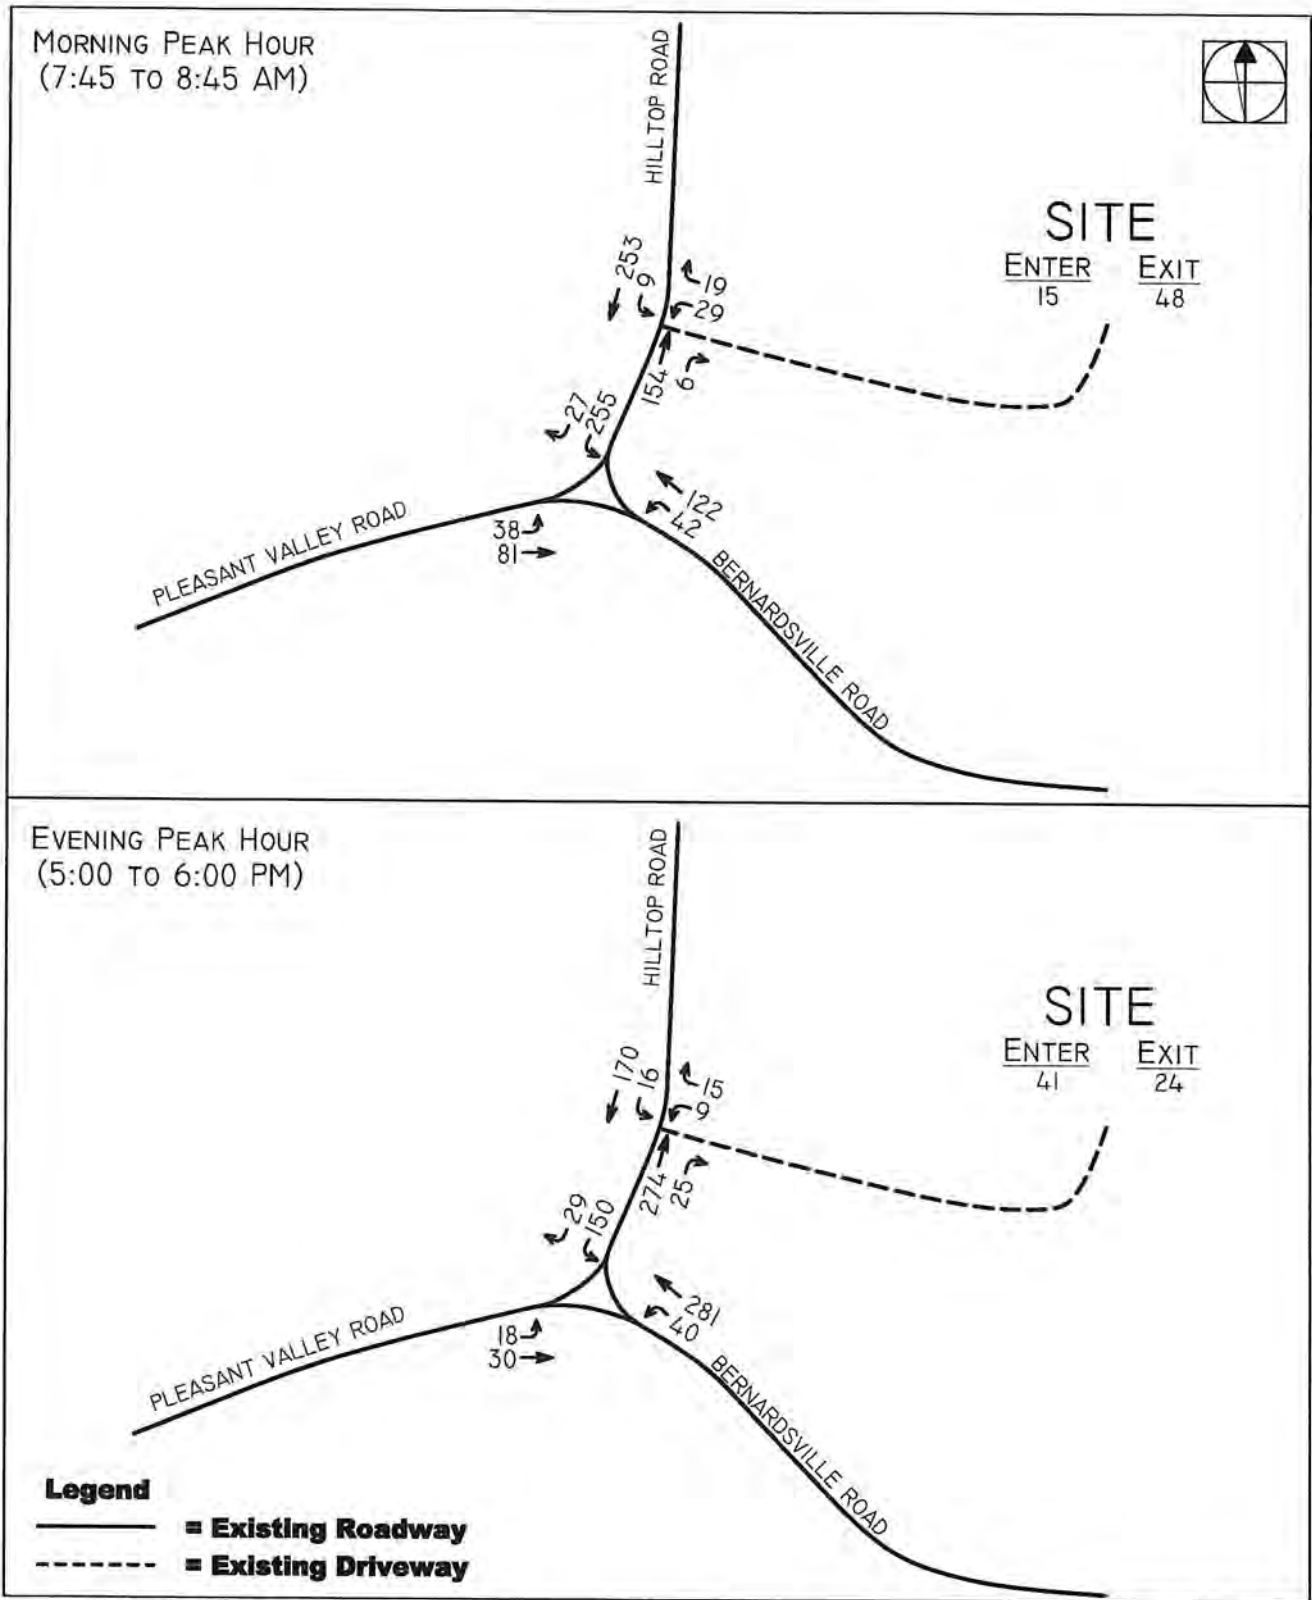 MORNING PEAK HOUR
(7:45 TO 8:45 AM)
HILLTOP ROAD
SITE
ENTER EXIT
15 48
253
9
19
29
154
6
27
255
122
42
38
81
PLEASANT VALLEY ROAD
BERNARDSVILLE ROAD
EVENING PEAK HOUR
(5:00 TO 6:00 PM)
HILLTOP ROAD
SITE
ENTER EXIT
41 24
170
16
15
9
274
25
29
150
281
40
18
30
PLEASANT VALLEY ROAD
BERNARDSVILLE ROAD
Legend
= Existing Roadway
= Existing Driveway